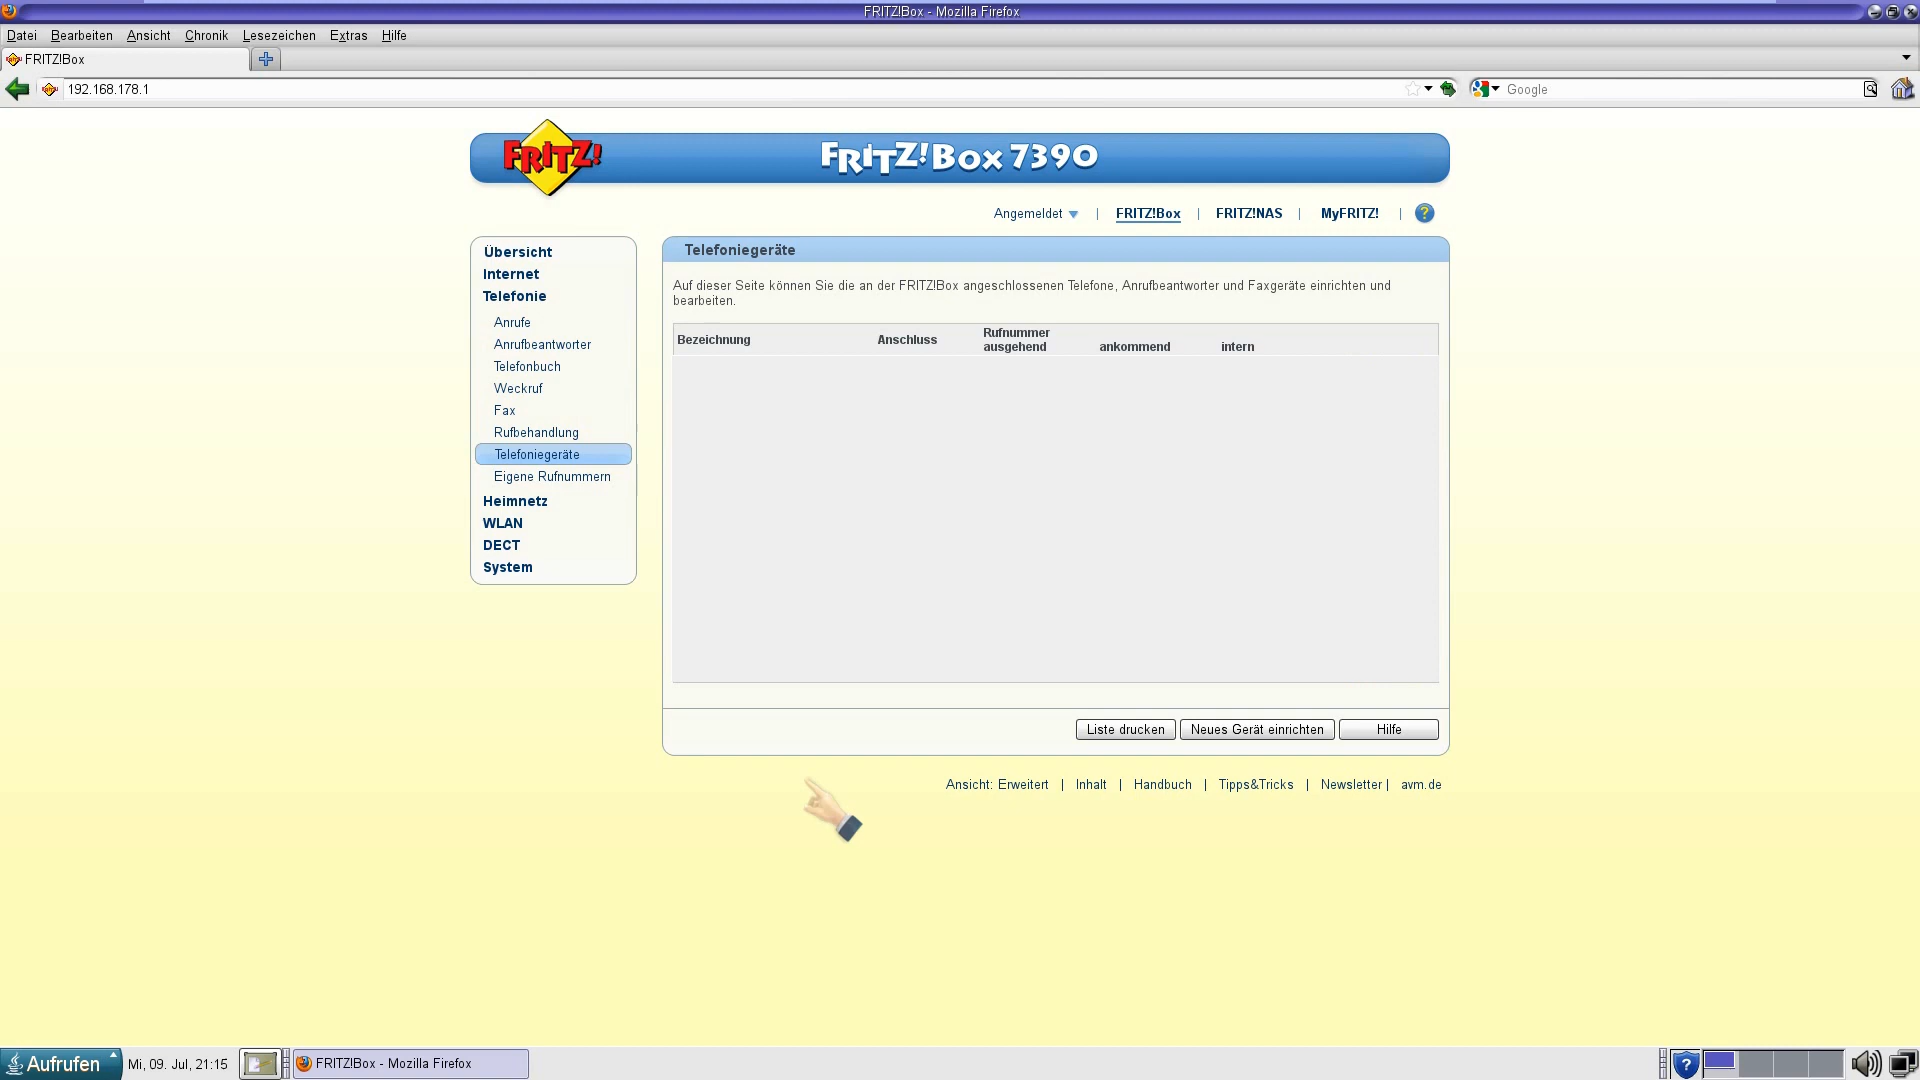 FRITZ!Box - Mozilla Firefox
Datei Bearbeiten Ansicht Chronik Lesezeichen Extras Hilfe
FRITZ!Box
192.168.178.1
Google
FRITZ!
FRITZ!Box 7390
Angemeldet | FRITZ!Box | FRITZ!NAS | MyFRITZ! | ?
Übersicht
Internet
Telefonie
Anrufe
Anrufbeantworter
Telefonbuch
Weckruf
Fax
Rufbehandlung
Telefoniegeräte
Eigene Rufnummern
Heimnetz
WLAN
DECT
System
Telefoniegeräte
Auf dieser Seite können Sie die an der FRITZ!Box angeschlossenen Telefone, Anrufbeantworter und Faxgeräte einrichten und
bearbeiten.
Bezeichnung Anschluss Rufnummer
ausgehend ankommend intern
Liste drucken Neues Gerät einrichten Hilfe
Ansicht: Erweitert | Inhalt | Handbuch | Tipps&Tricks | Newsletter | avm.de
Aufrufen Mi, 09. Jul, 21:15 FRITZ!Box - Mozilla Firefox ?